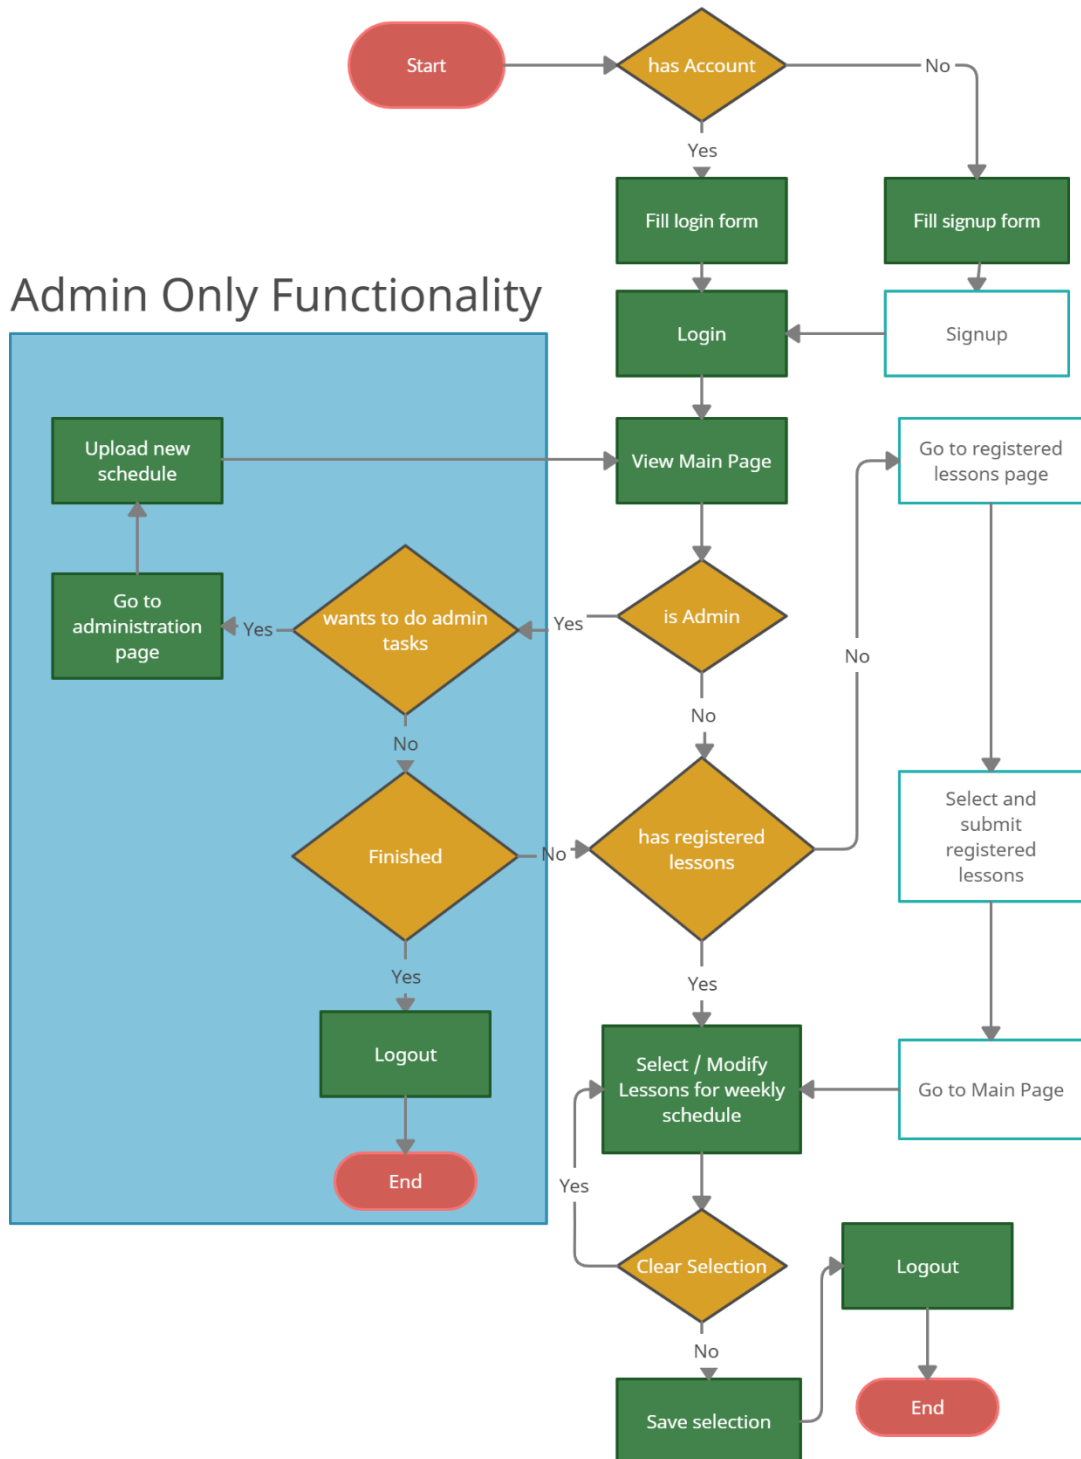 Start
has Account
No
Yes
Fill login form
Fill signup form
Admin Only Functionality
Login
Signup
Upload new
schedule
View Main Page
Go to registered
lessons page
Go to
administration
page
Yes
wants to do admin
tasks
Yes
is Admin
No
No
No
Finished
No
has registered
lessons
Select and
submit
registered
lessons
Yes
Yes
Logout
Select / Modify
Lessons for weekly
schedule
Go to Main Page
End
Yes
Clear Selection
Logout
No
Save selection
End